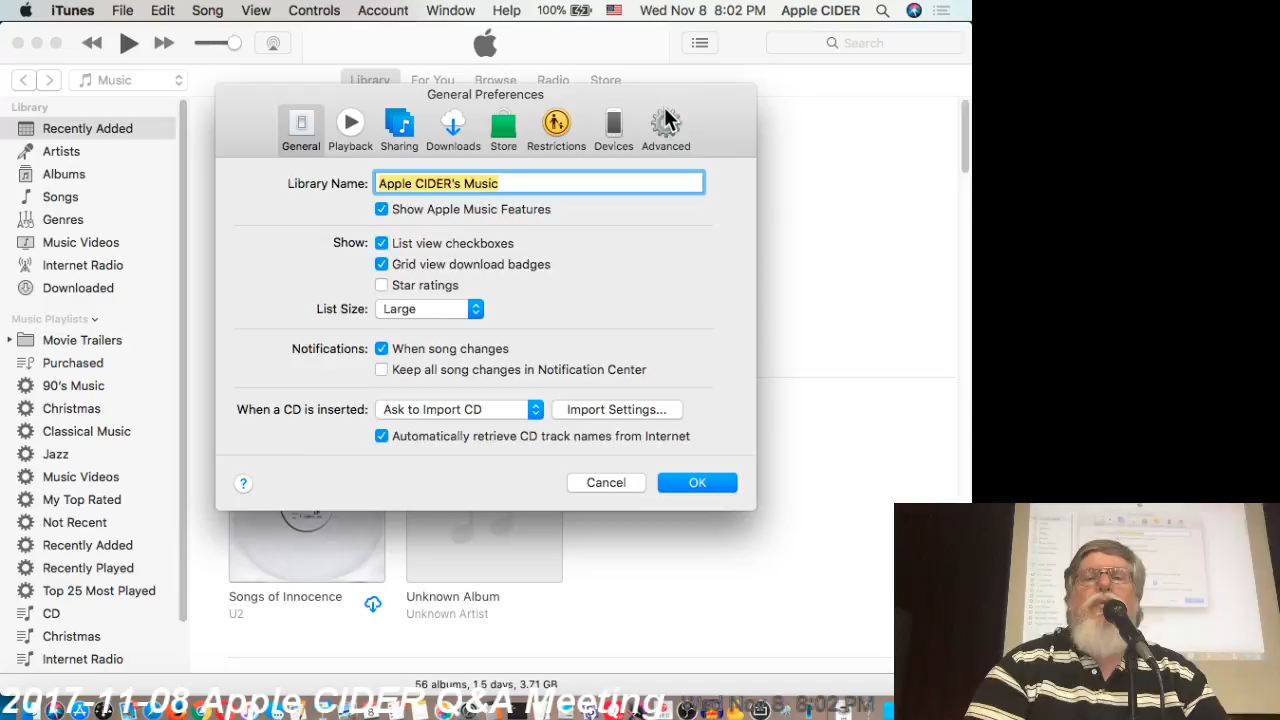 iTunes File Edit Song View Controls Account Window Help 100% Wed Nov 8 8:02 PM Apple CIDER
Music Library For You Browse Radio Store Search
General Preferences
General Playback Sharing Downloads Store Restrictions Devices Advanced
Library Name: Apple CIDER's Music
Show Apple Music Features
Show: List view checkboxes
Grid view download badges
Star ratings
List Size: Large
Notifications: When song changes
Keep all song changes in Notification Center
When a CD is inserted: Ask to Import CD Import Settings...
Automatically retrieve CD track names from Internet
? Cancel OK
Library
Recently Added
Artists
Albums
Songs
Genres
Music Videos
Internet Radio
Downloaded
Music Playlists
Movie Trailers
Purchased
90's Music
Christmas
Classical Music
Jazz
Music Videos
My Top Rated
Not Recent
Recently Added
Recently Played
Top 25 Most Played
CD
Christmas
Internet Radio
Songs of Innocence
U2
Unknown Album
Unknown Artist
56 albums, 1.5 days, 3.71 GB
2017-11-08 Apple CIDER Q&A Meeting
Wed Nov 8, 8:02 PM